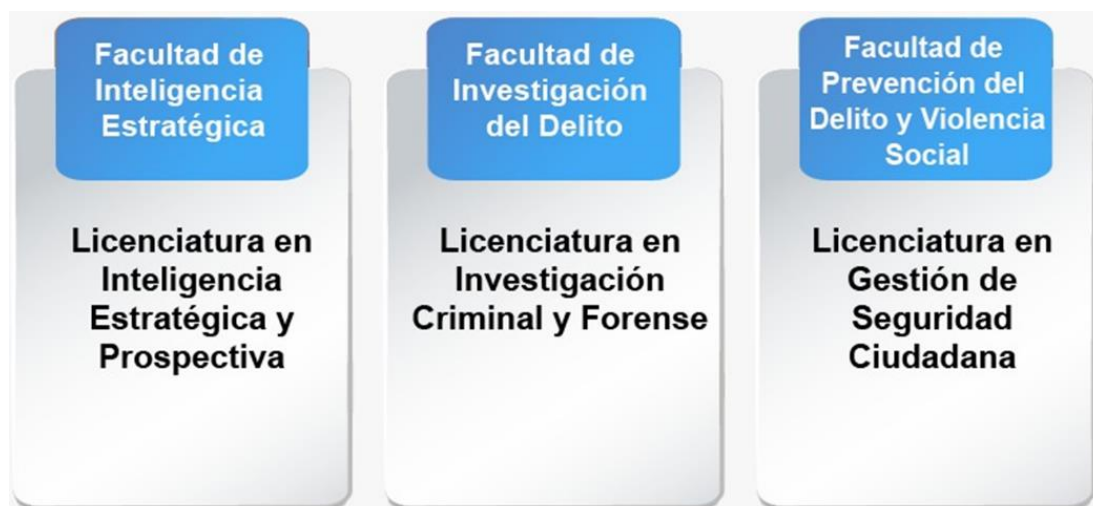 Facultad de
Inteligencia
Estratégica
Licenciatura en
Inteligencia
Estratégica y
Prospectiva
Facultad de
Investigación
del Delito
Licenciatura en
Investigación
Criminal y Forense
Facultad de
Prevención del
Delito y Violencia
Social
Licenciatura en
Gestión de
Seguridad
Ciudadana